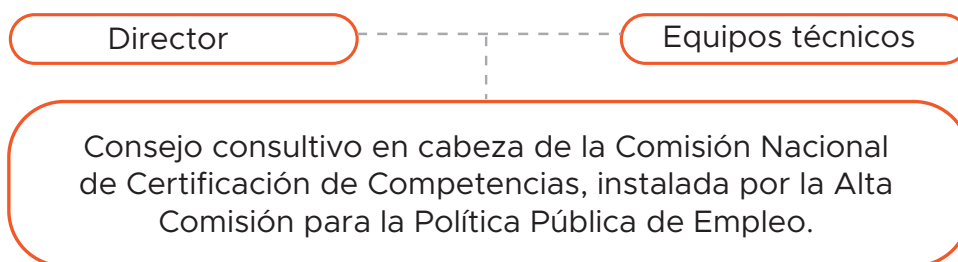 Director
Equipos técnicos
Consejo consultivo en cabeza de la Comisión Nacional
de Certificación de Competencias, instalada por la Alta
Comisión para la Política Pública de Empleo.